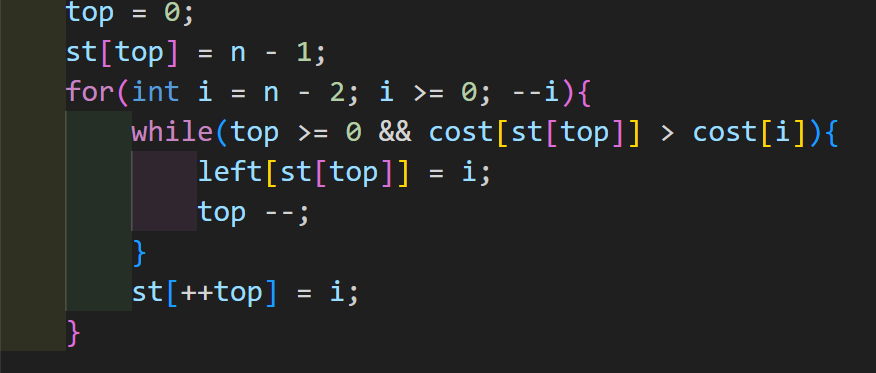 top = 0;
st[top] = n - 1;
for(int i = n - 2; i >= 0; --i){
while(top >= 0 && cost[st[top]] > cost[i]){
left[st[top]] = i;
top --;
}
st[++top] = i;
}